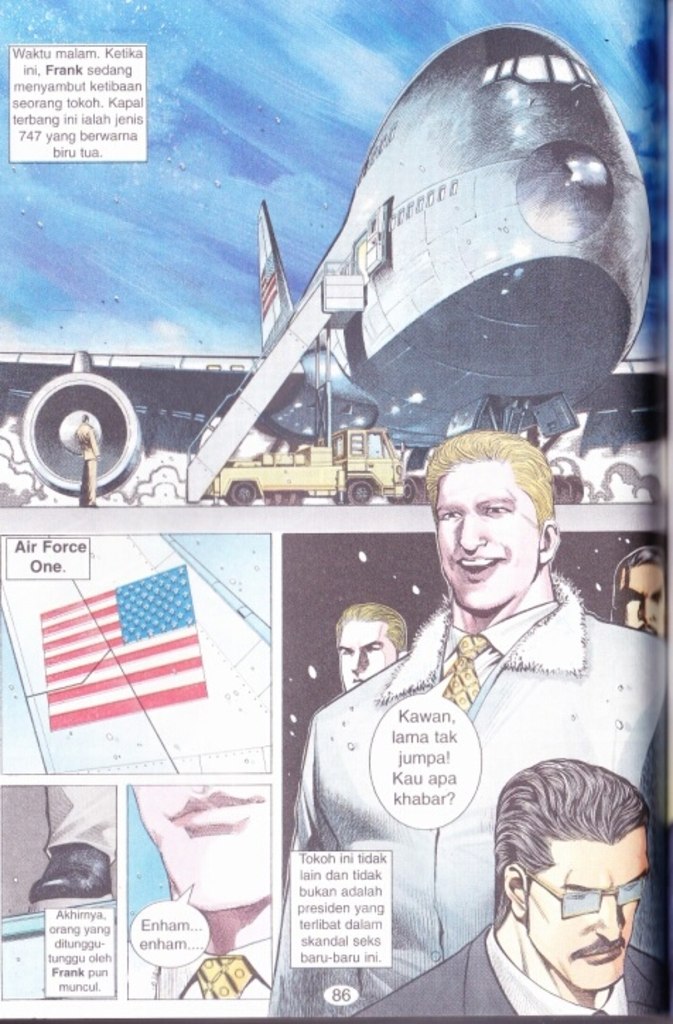 Waktu malam. Ketika
ini, Frank sedang
menyambut ketibaan
seorang tokoh. Kapal
terbang ini ialah jenis
747 yang berwarna
biru tua.
Air Force
One.
Akhirnya,
orang yang
ditunggu-
tunggu oleh
Frank pun
muncul.
Enham...
enham....
Kawan,
lama tak
jumpa!
Kau apa
khabar?
Tokoh ini tidak
lain dan tidak
bukan adalah
presiden yang
terlibat dalam
skandal seks
baru-baru ini.
86